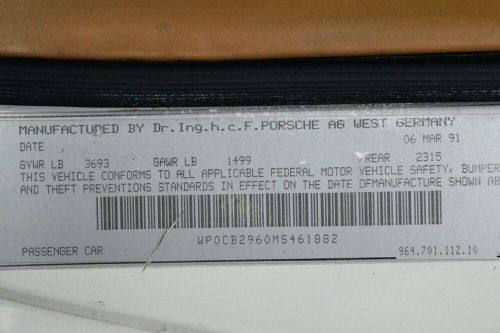 MANUFACTURED BY Dr.Ing.h.c.F.PORSCHE AG WEST GERMANY
DATE 06 MAR 91
GVWR LB 3693 GAWR LB 1499 REAR 2315
THIS VEHICLE CONFORMS TO ALL APPLICABLE FEDERAL MOTOR VEHICLE SAFETY, BUMPER
AND THEFT PREVENTIONS STANDARDS IN EFFECT ON THE DATE OFMANUFACTURE SHOWN AB
WP0CB2960MS461882
PASSENGER CAR 964.701.112.10